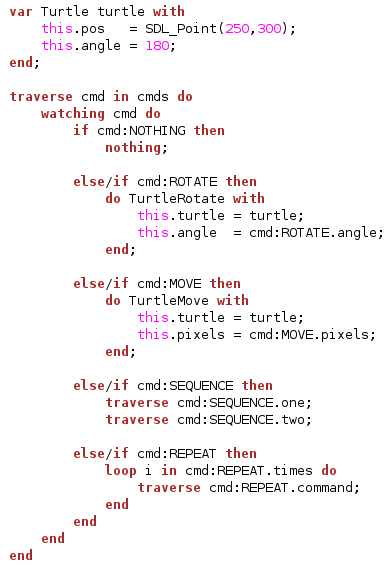 var Turtle turtle with
    this.pos   = SDL_Point(250,300);
    this.angle = 180;
end;

traverse cmd in cmds do
    watching cmd do
        if cmd:NOTHING then
            nothing;

        else/if cmd:ROTATE then
            do TurtleRotate with
                this.turtle = turtle;
                this.angle  = cmd:ROTATE.angle;
            end;

        else/if cmd:MOVE then
            do TurtleMove with
                this.turtle = turtle;
                this.pixels = cmd:MOVE.pixels;
            end;

        else/if cmd:SEQUENCE then
            traverse cmd:SEQUENCE.one;
            traverse cmd:SEQUENCE.two;

        else/if cmd:REPEAT then
            loop i in cmd:REPEAT.times do
                traverse cmd:REPEAT.command;
            end
        end
    end
end